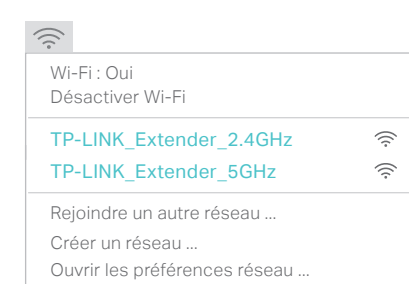 Wi-Fi : Oui
Désactiver Wi-Fi
TP-LINK_Extender_2.4GHz
TP-LINK_Extender_5GHz
Rejoindre un autre réseau ...
Créer un réseau ...
Ouvrir les préférences réseau ...